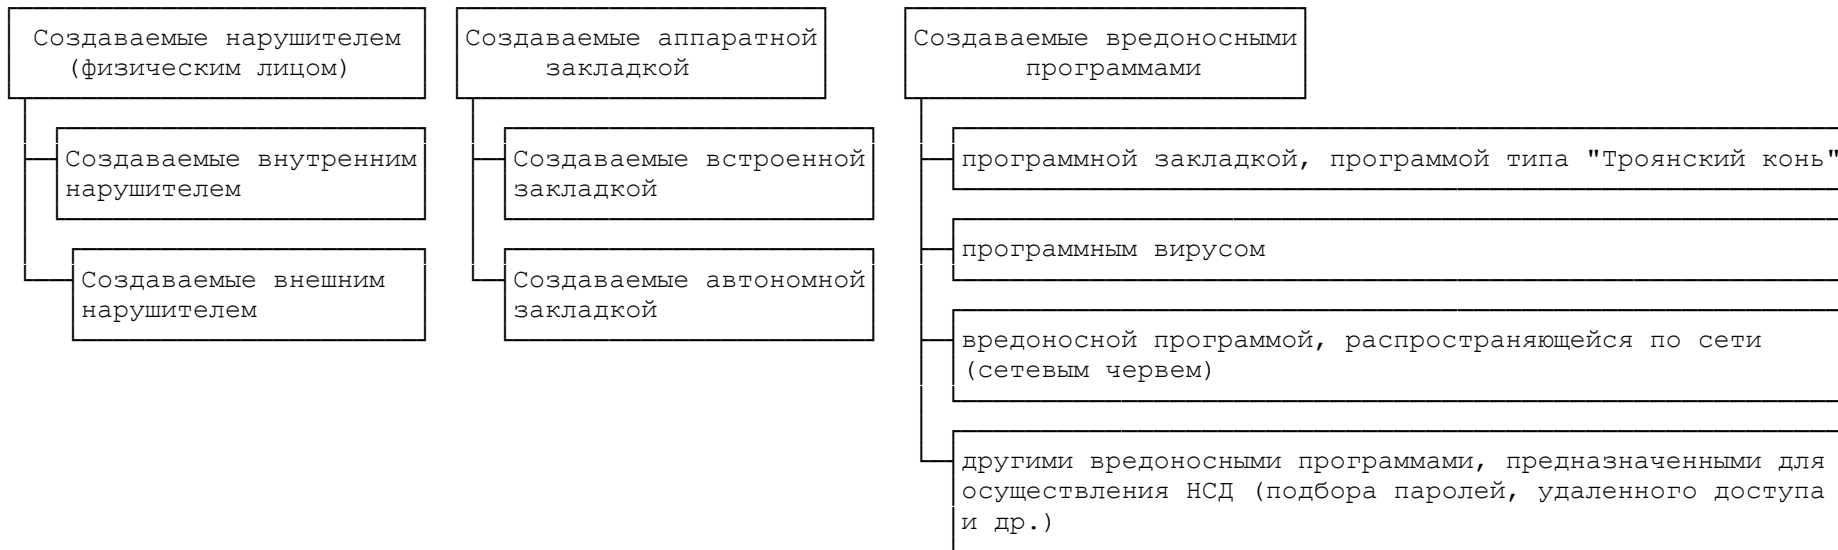 Создаваемые нарушителем
(физическим лицом)
Создаваемые внутренним
нарушителем
Создаваемые внешним
нарушителем
Создаваемые аппаратной
закладкой
Создаваемые встроенной
закладкой
Создаваемые автономной
закладкой
Создаваемые вредоносными
программами
программной закладкой, программой типа "Троянский конь"
программным вирусом
вредоносной программой, распространяющейся по сети
(сетевым червем)
другими вредоносными программами, предназначенными для
осуществления НСД (подбора паролей, удаленного доступа
и др.)